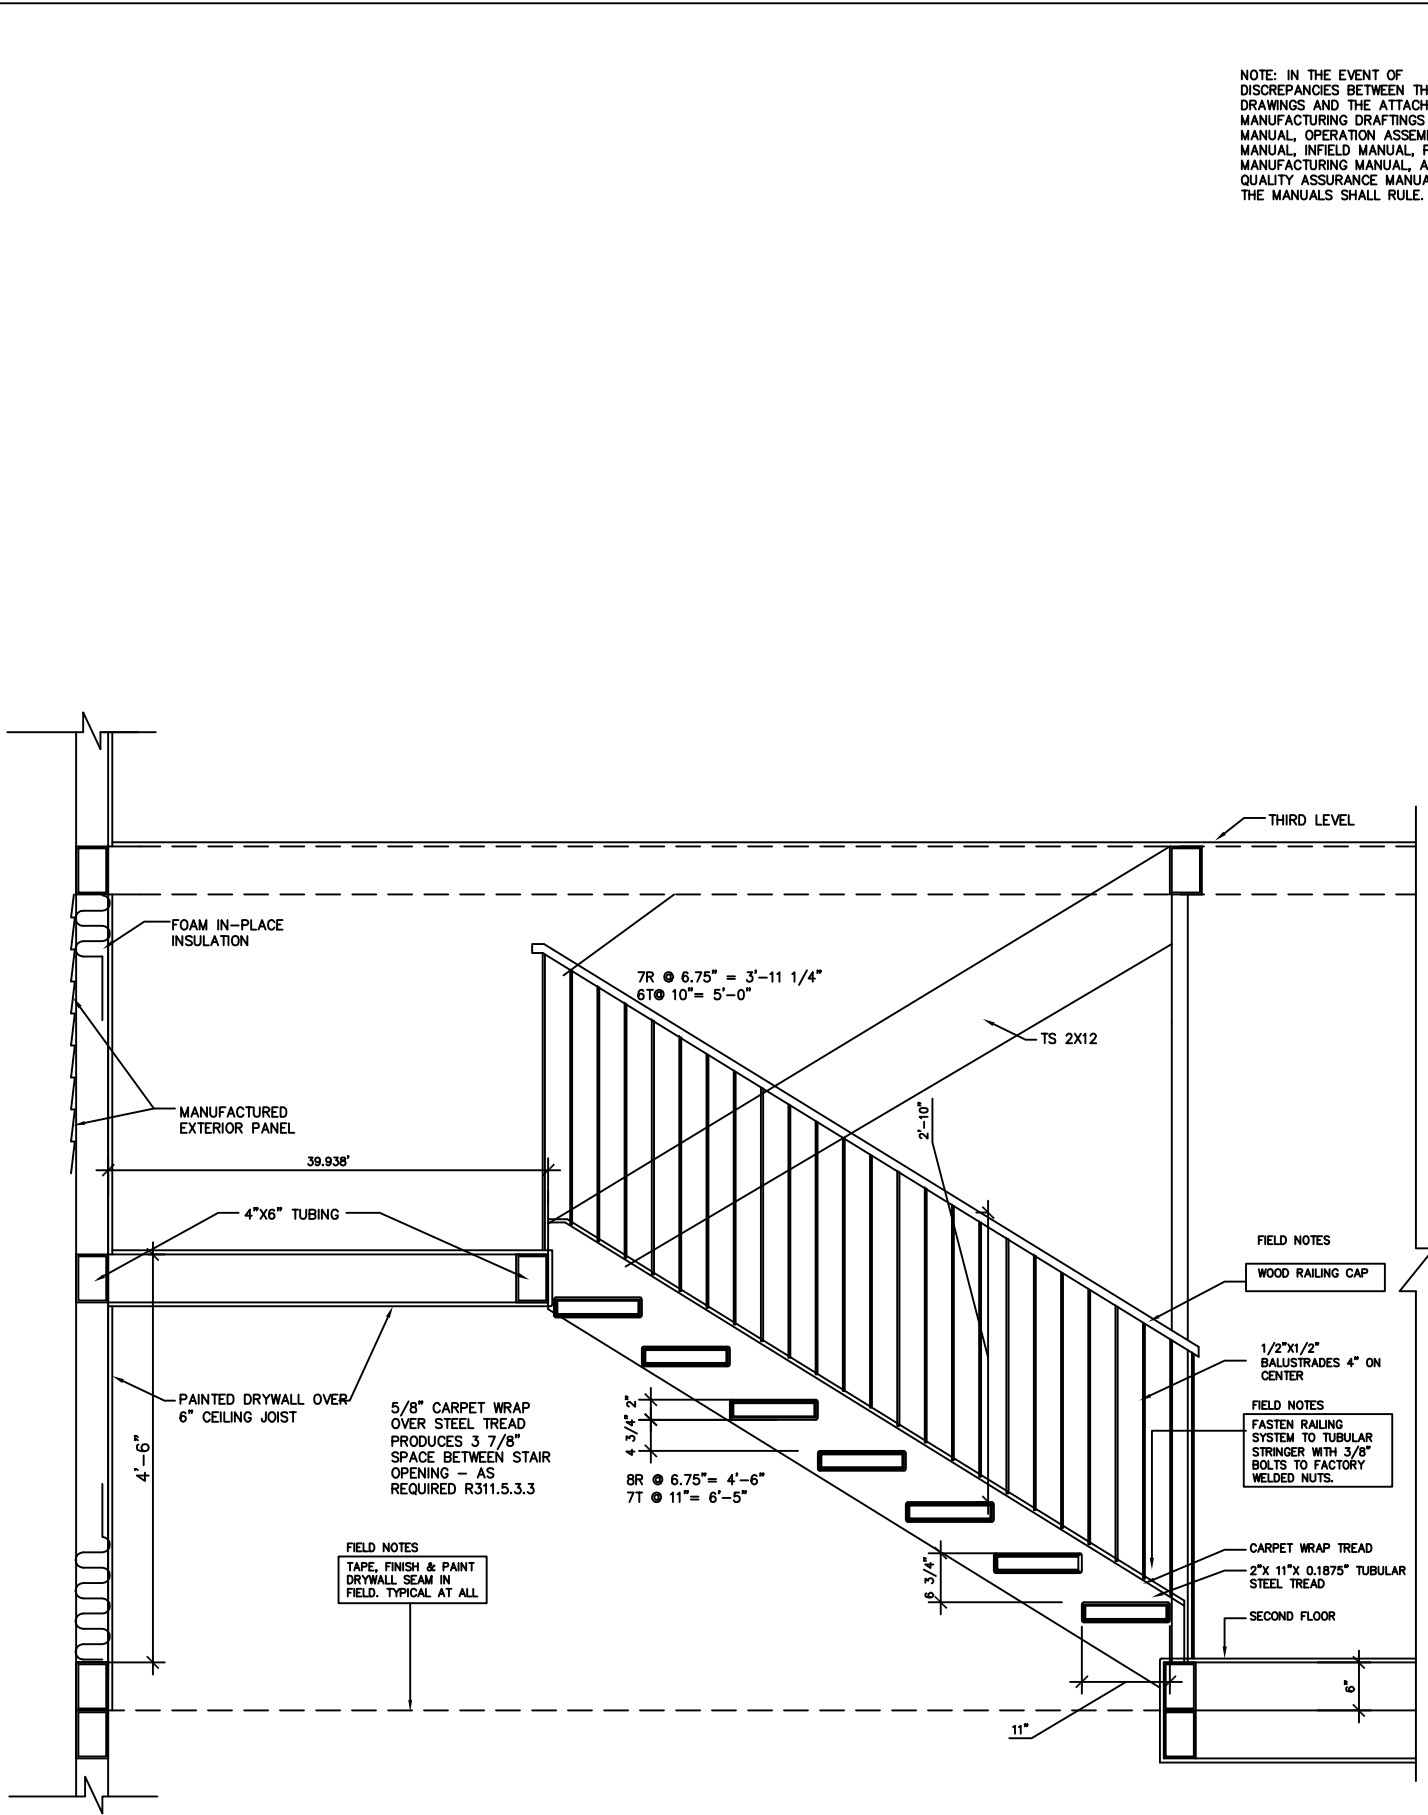 NOTE: IN THE EVENT OF
DISCREPANCIES BETWEEN
DRAWINGS AND THE
MANUFACTURING DRAFTINGS
MANUAL, OPERATION
MANUAL, INFIELD MANUAL,
MANUFACTURING MANUAL,
QUALITY ASSURANCE
THE MANUALS SHALL RULE.
THIRD LEVEL
FOAM IN-PLACE
INSULATION
7R @ 6.75" = 3'-11 1/4"
6T@ 10"= 5'-0"
TS 2X12
MANUFACTURED
EXTERIOR PANEL
2'-10"
39.938'
4"X6" TUBING
FIELD NOTES
WOOD RAILING CAP
1/2"X1/2"
BALUSTRADES 4" ON
CENTER
PAINTED DRYWALL OVER
6" CEILING JOIST
4'-6"
5/8" CARPET WRAP
OVER STEEL TREAD
PRODUCES 3 7/8"
SPACE BETWEEN STAIR
OPENING – AS
REQUIRED R311.5.3.3
2"
4 3/4"
8R @ 6.75"= 4'-6"
7T @ 11"= 6'-5"
FIELD NOTES
FASTEN RAILING
SYSTEM TO TUBULAR
STRINGER WITH 3/8"
BOLTS TO FACTORY
WELDED NUTS.
FIELD NOTES
TAPE, FINISH & PAINT
DRYWALL SEAM IN
FIELD. TYPICAL AT ALL
6 3/4"
CARPET WRAP TREAD
2"X 11"X 0.1875" TUBULAR
STEEL TREAD
SECOND FLOOR
6"
11"